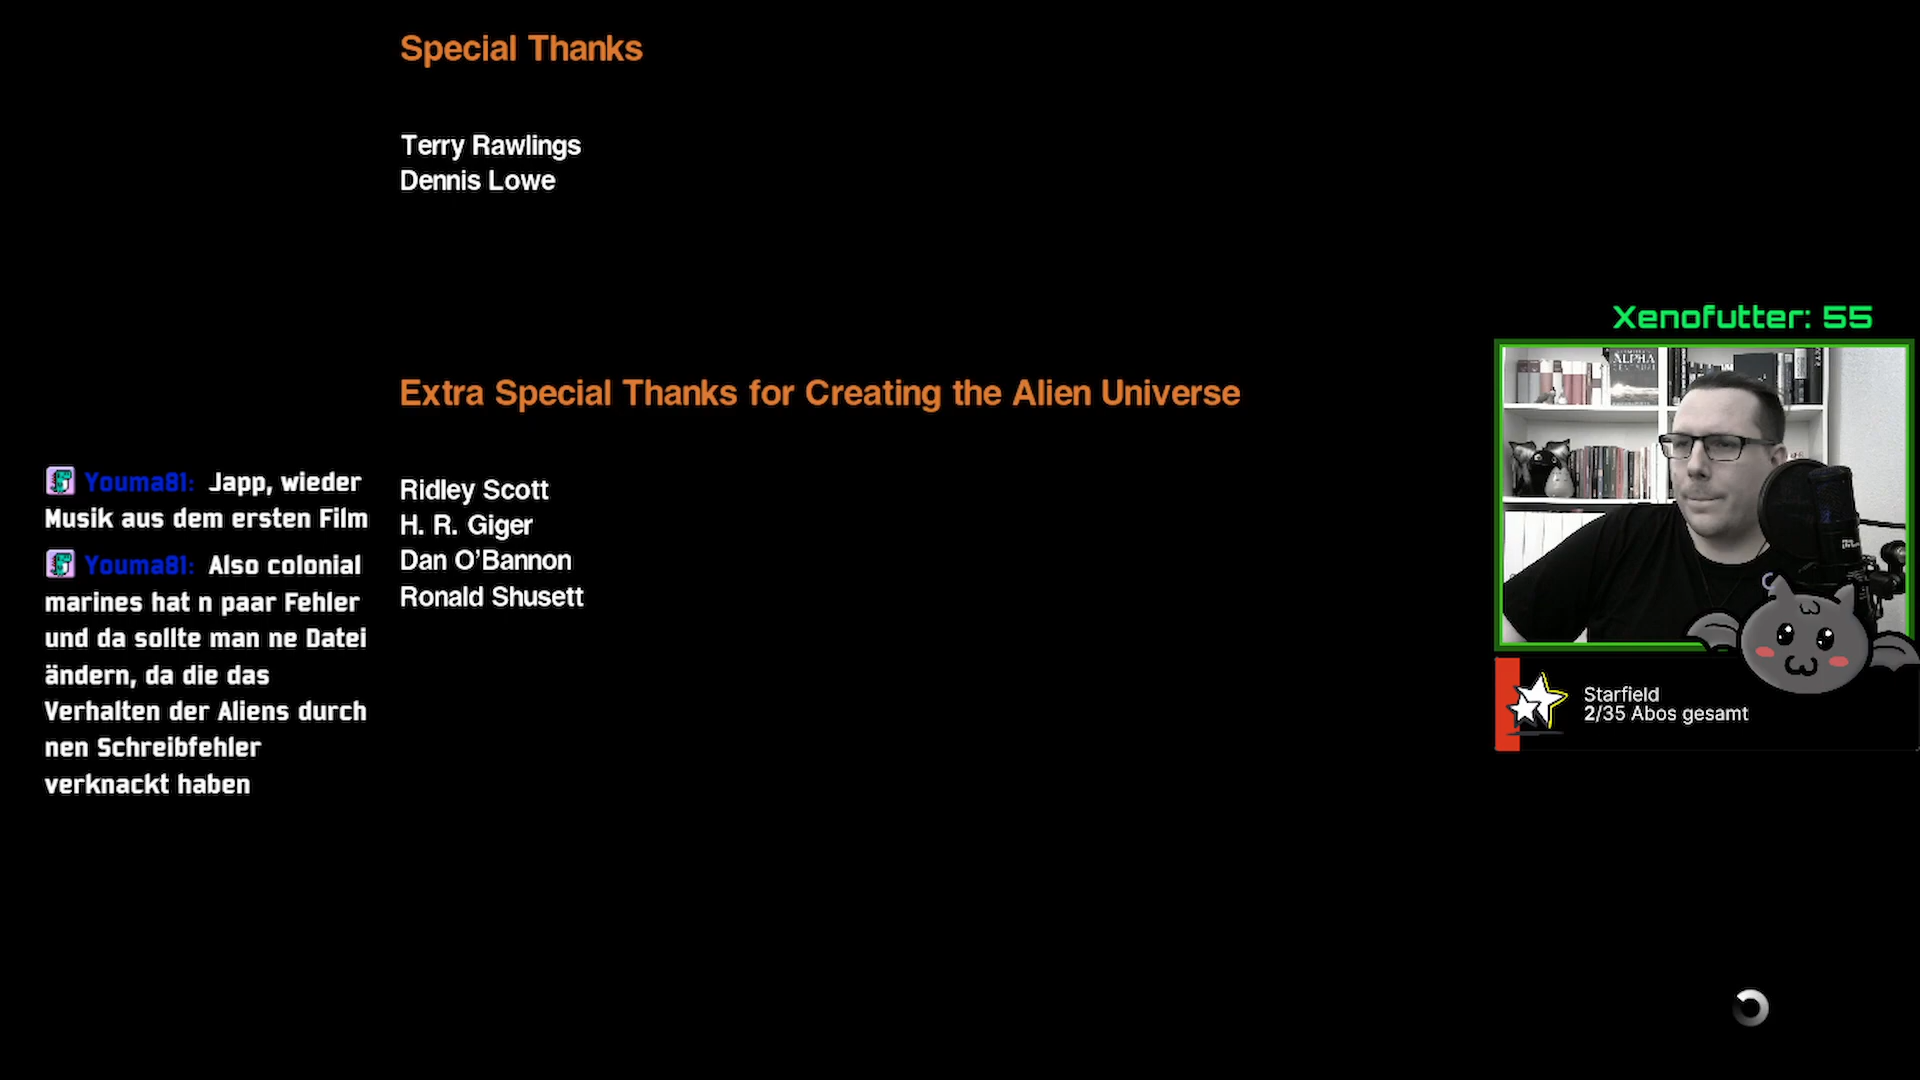 Special Thanks
Terry Rawlings
Dennis Lowe
Extra Special Thanks for Creating the Alien Universe
Ridley Scott
H. R. Giger
Dan O'Bannon
Ronald Shusett
Youma81: Japp, wieder
Musik aus dem ersten Film
Youma81: Also colonial
marines hat n paar Fehler
und da sollte man ne Datei
ändern, da die das
Verhalten der Aliens durch
nen Schreibfehler
verknackt haben
Xenofutter: 55
ALPHA
Starfield
2/35 Abos gesamt